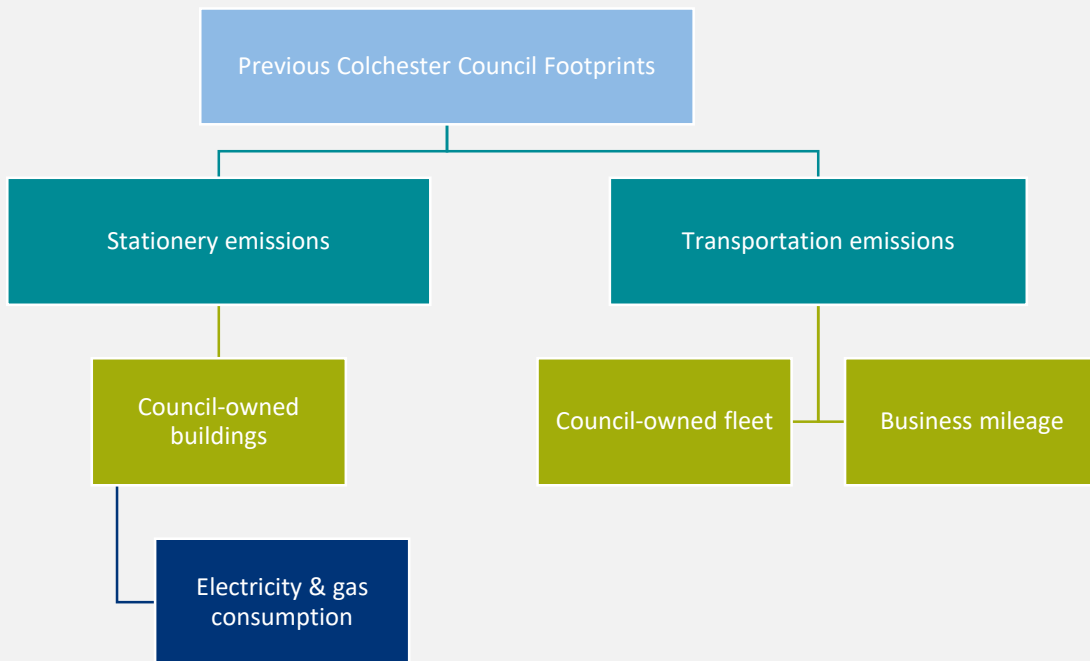 Previous Colchester Council Footprints
Stationery emissions
Transportation emissions
Council-owned
buildings
Council-owned fleet
Business mileage
Electricity & gas
consumption